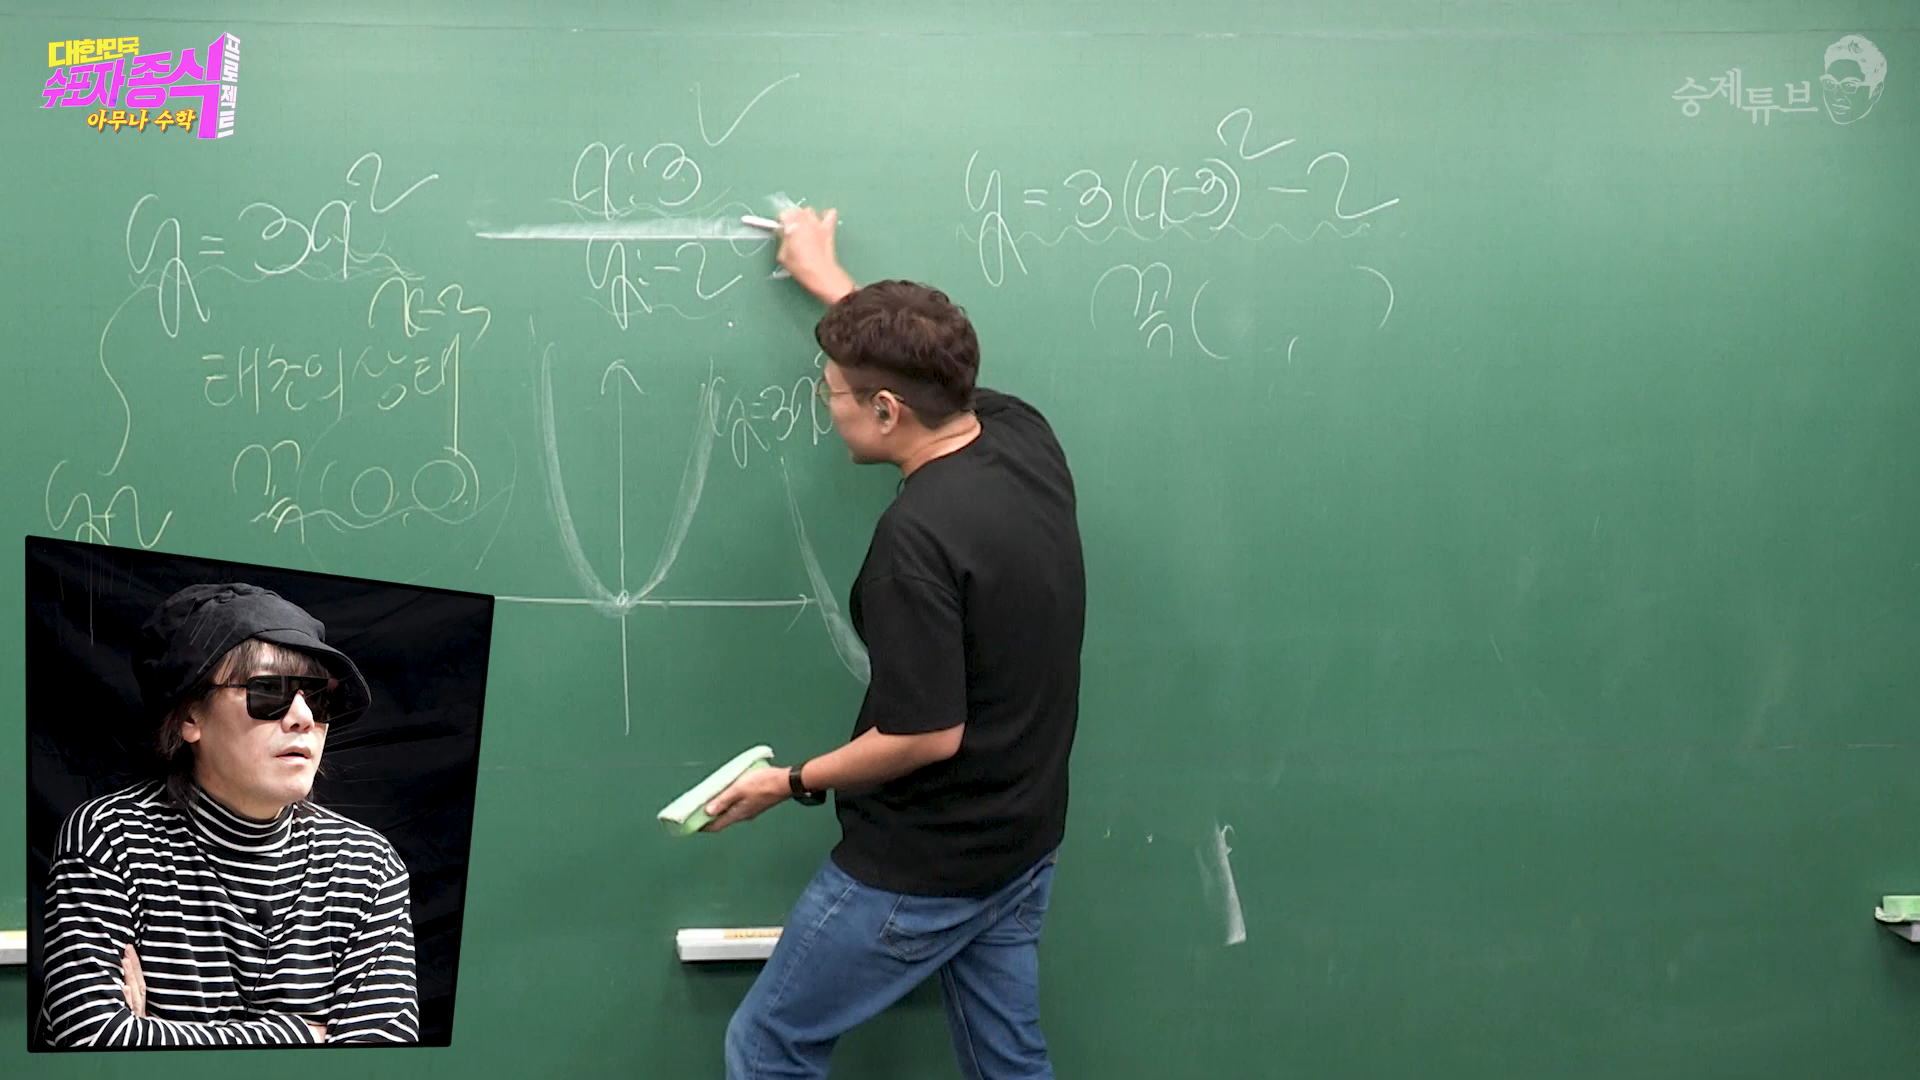 대한민국
수포자 종식
프로젝트!
아무나 수학
승제튜브
y = 3x²
x-3
태초의 상태
꼭(0,0)
y+2
x:3
y:-2
y=3x²
y = 3(x-3)² - 2
꼭( , )